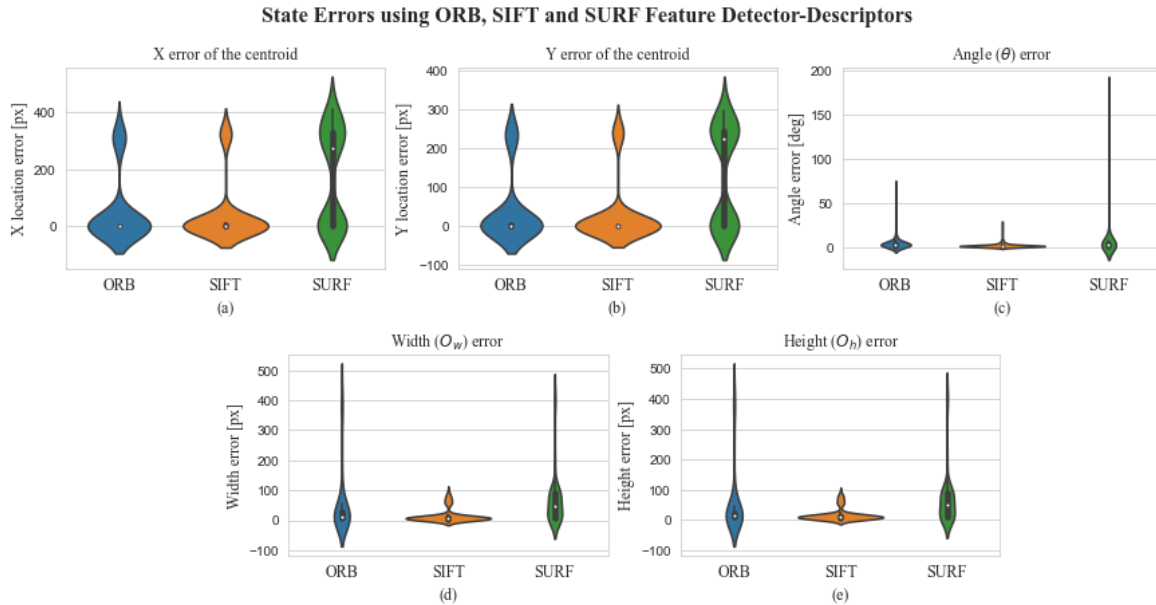 State Errors using ORB, SIFT and SURF Feature Detector-Descriptors
X error of the centroid
X location error [px]
400
200
0
ORB
SIFT
SURF
(a)
Y error of the centroid
Y location error [px]
400
300
200
100
0
−100
ORB
SIFT
SURF
(b)
Angle (θ) error
Angle error [deg]
200
150
100
50
0
ORB
SIFT
SURF
(c)
Width (O_w) error
Width error [px]
500
400
300
200
100
0
−100
ORB
SIFT
SURF
(d)
Height (O_h) error
Height error [px]
500
400
300
200
100
0
−100
ORB
SIFT
SURF
(e)